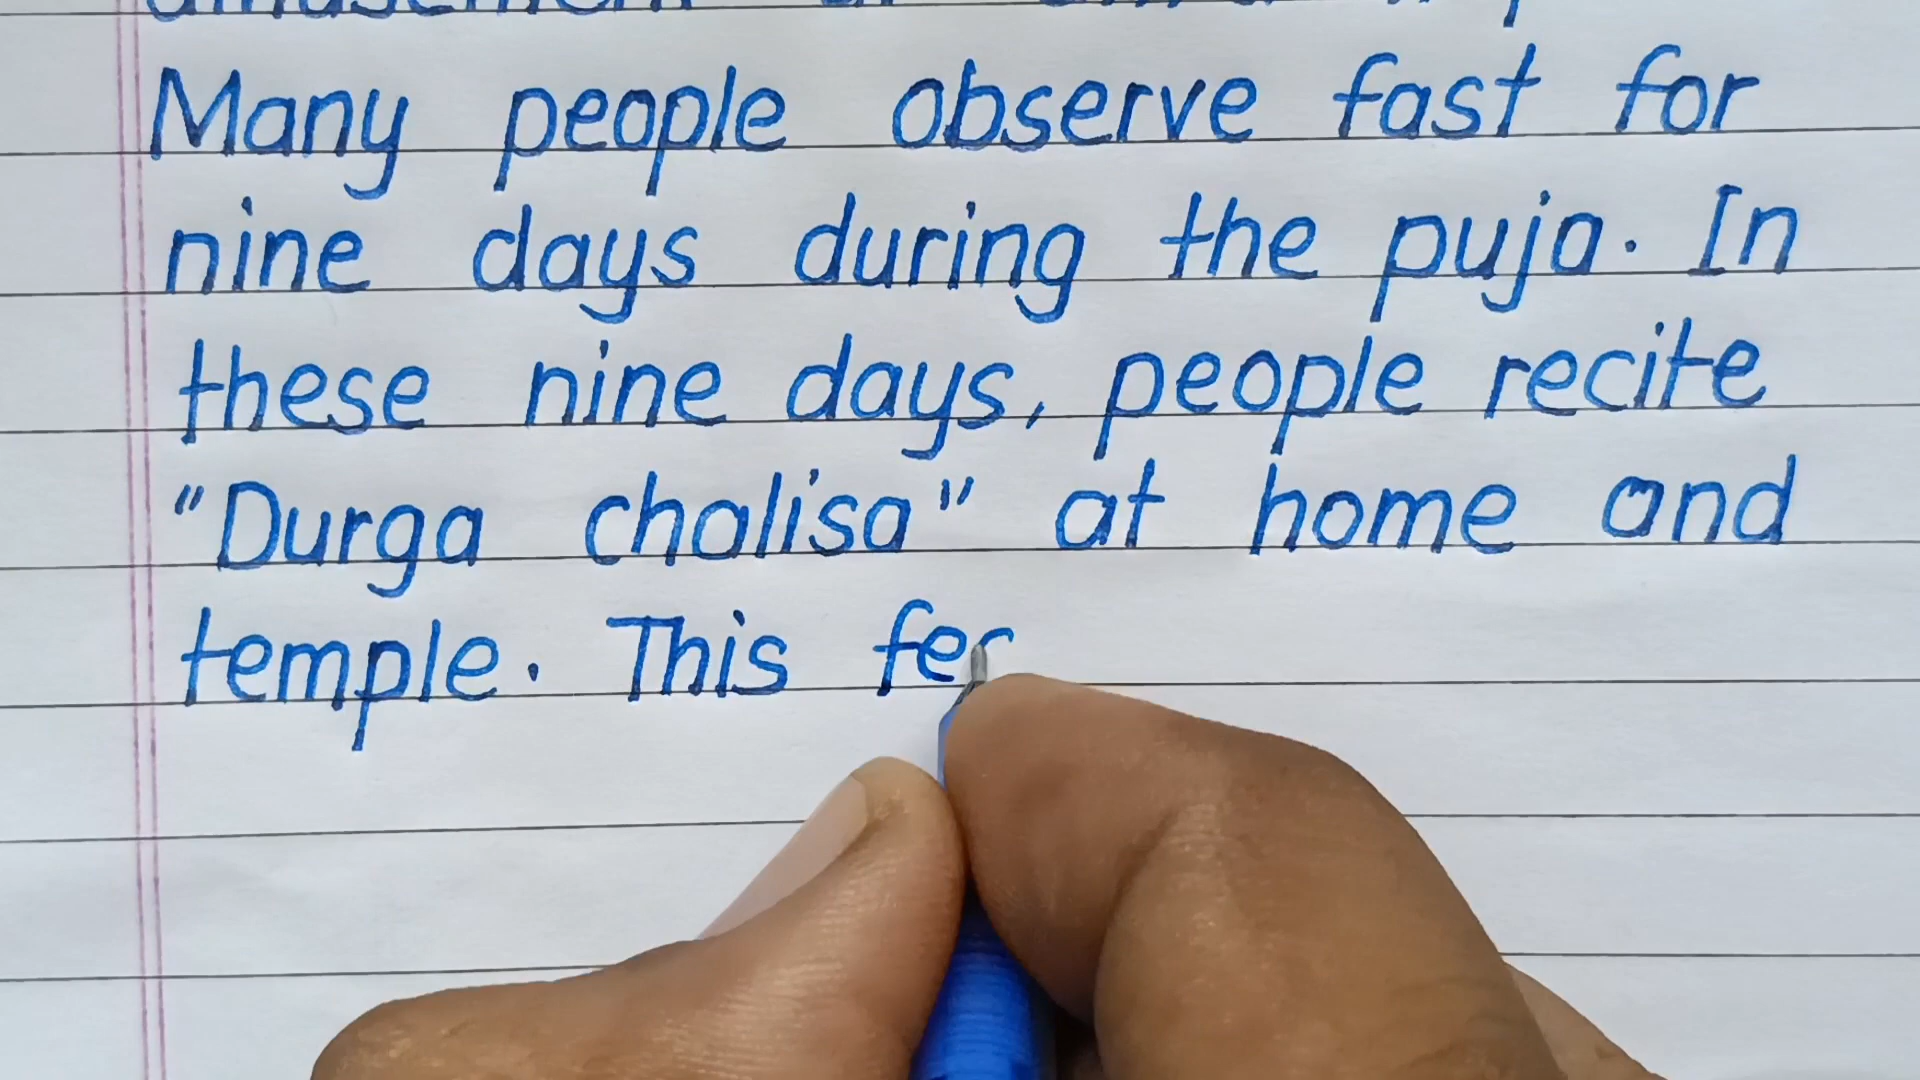 Many people observe fast for
nine days during the puja. In
these nine days, people recite
"Durga chalisa" at home and
temple. This fe